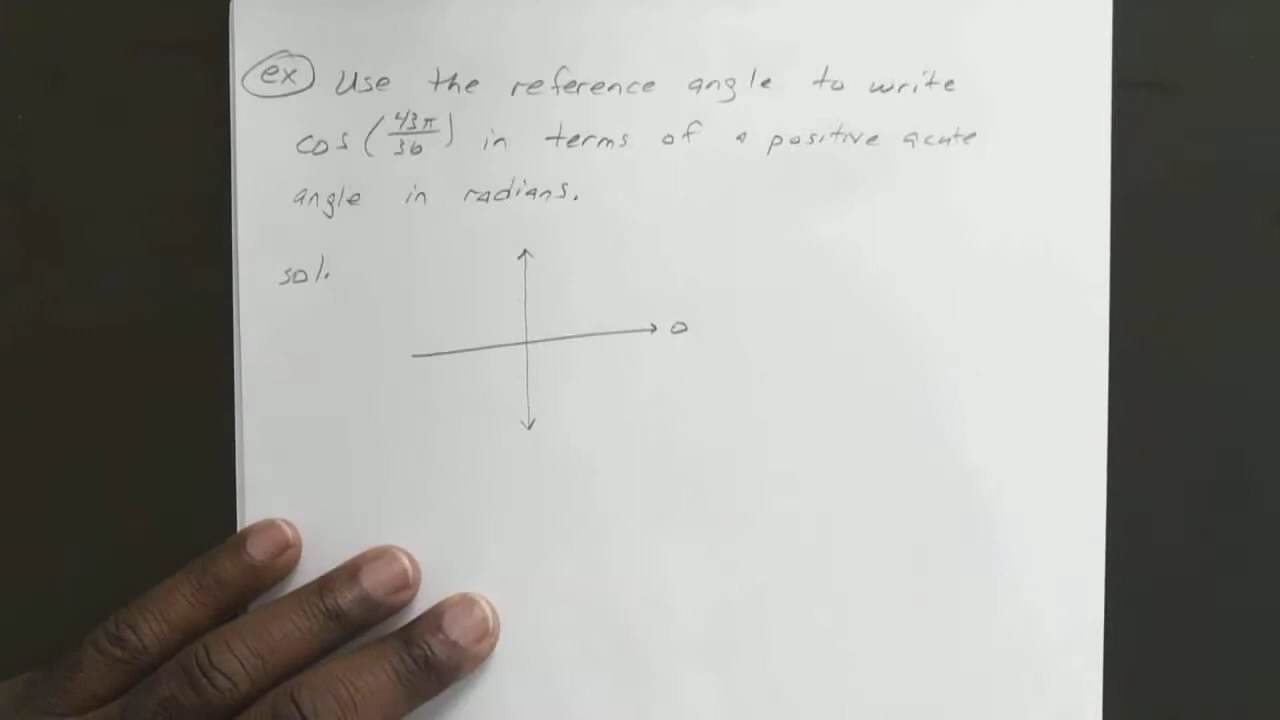 ex Use the reference angle to write
cos(43π/36) in terms of a positive acute
angle in radians.
sol.
0